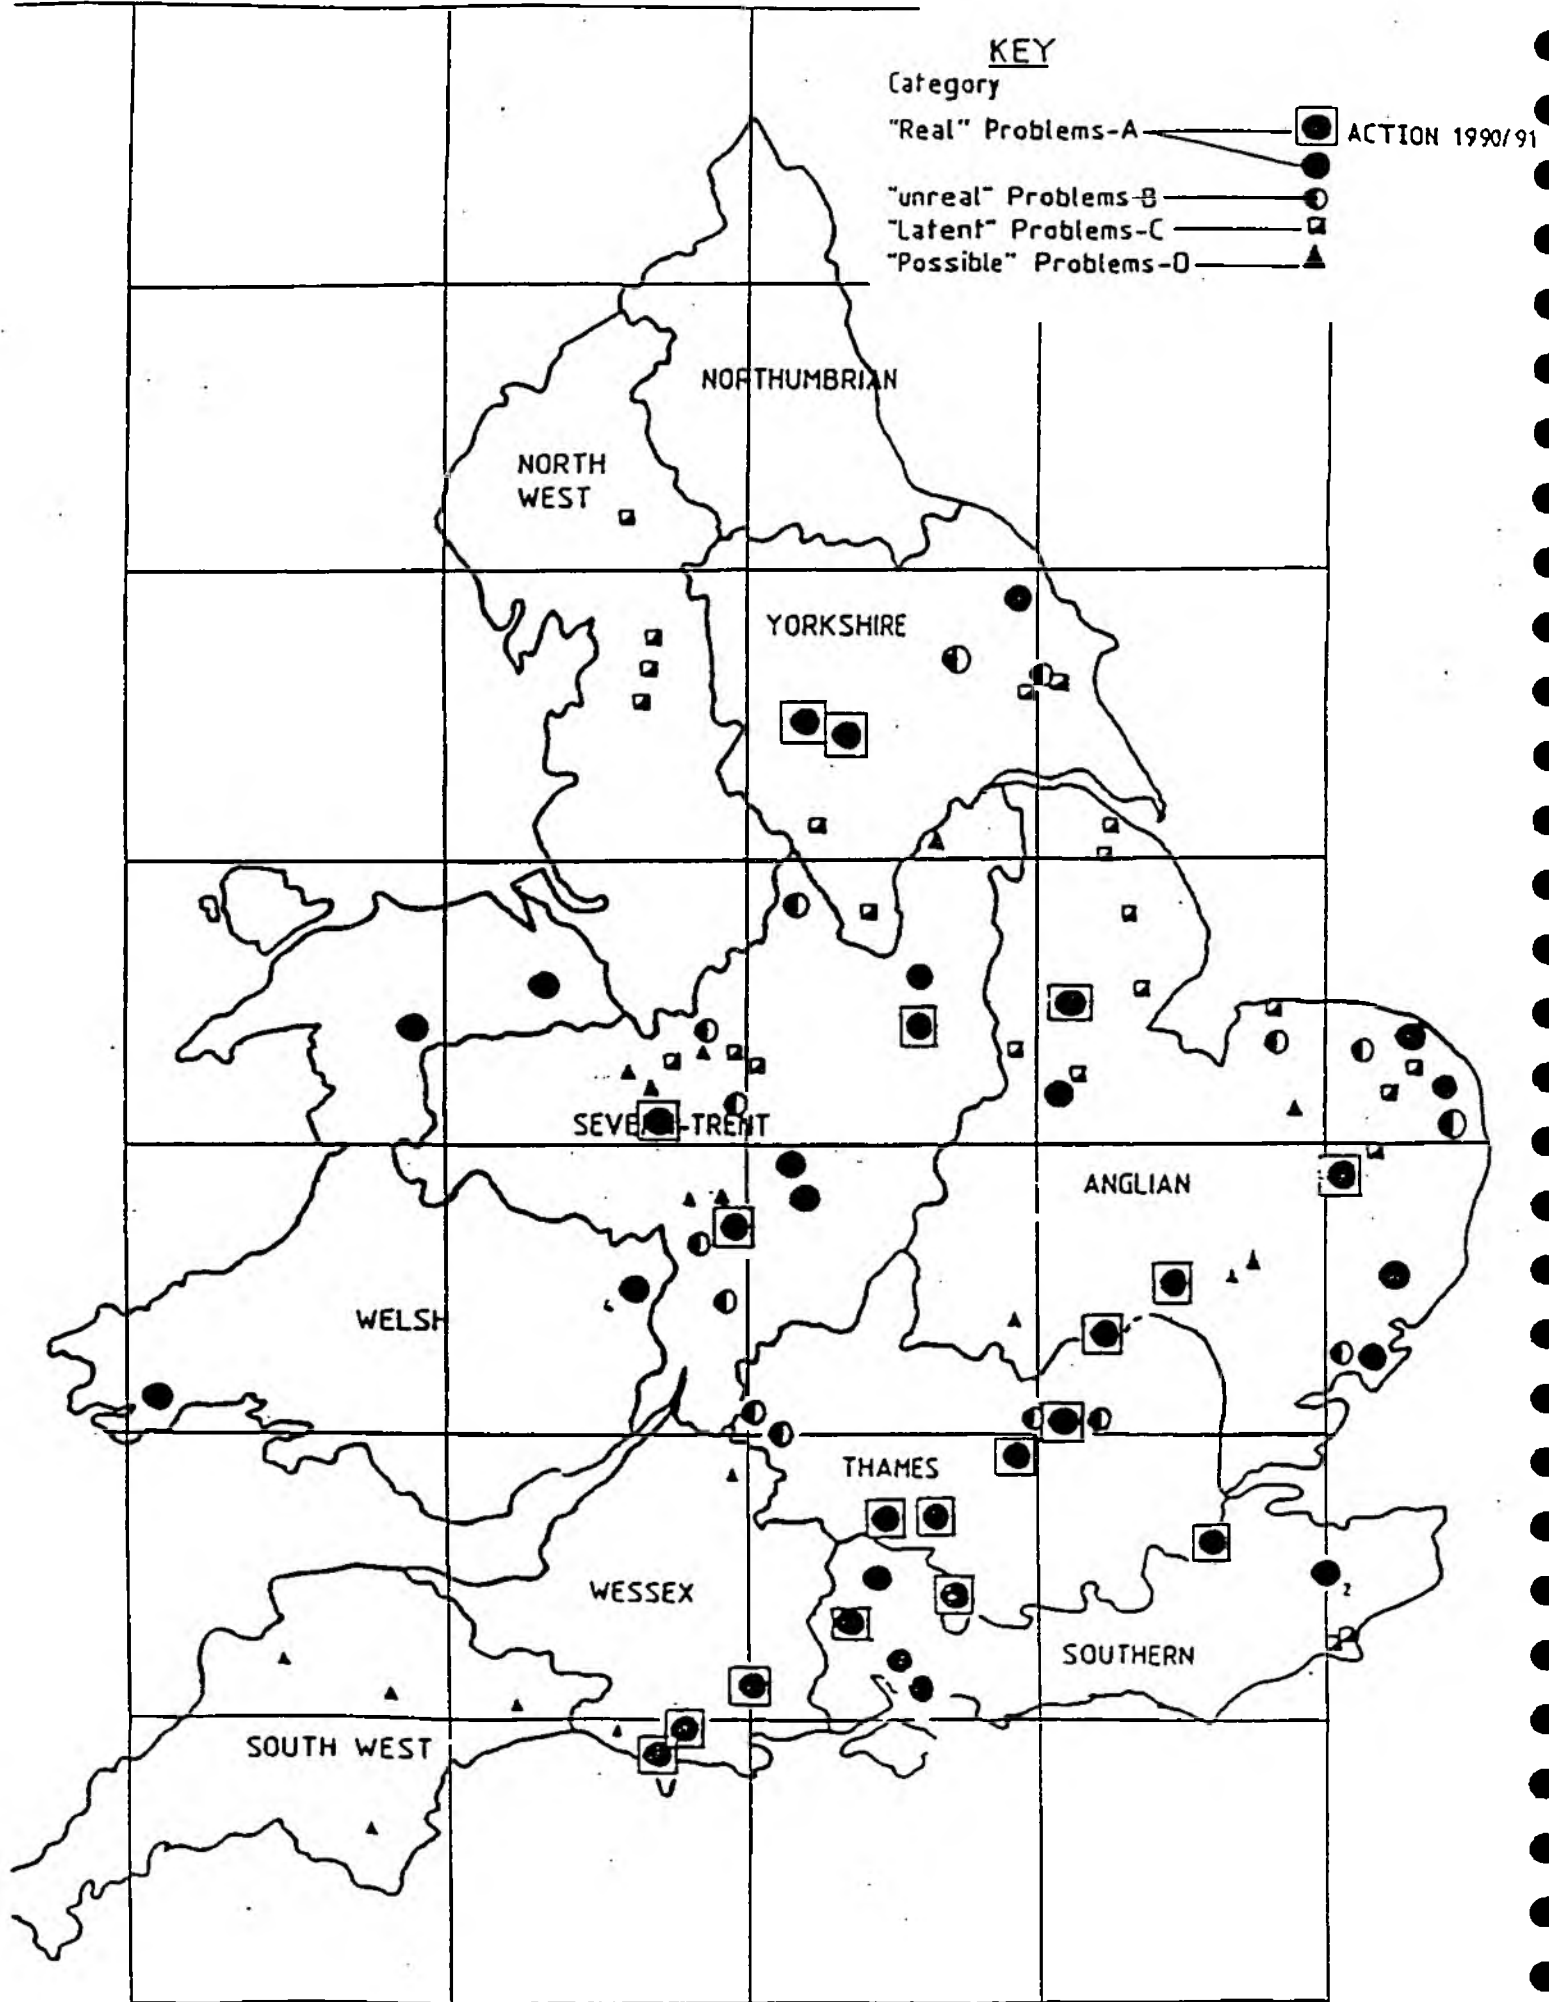 KEY
Category
"Real" Problems-A
ACTION 1990/91
"unreal" Problems-B
"Latent" Problems-C
"Possible" Problems-D
NORTHUMBRIAN
NORTH
WEST
YORKSHIRE
SEVERN-TRENT
ANGLIAN
WELSH
THAMES
WESSEX
2
SOUTHERN
SOUTH WEST